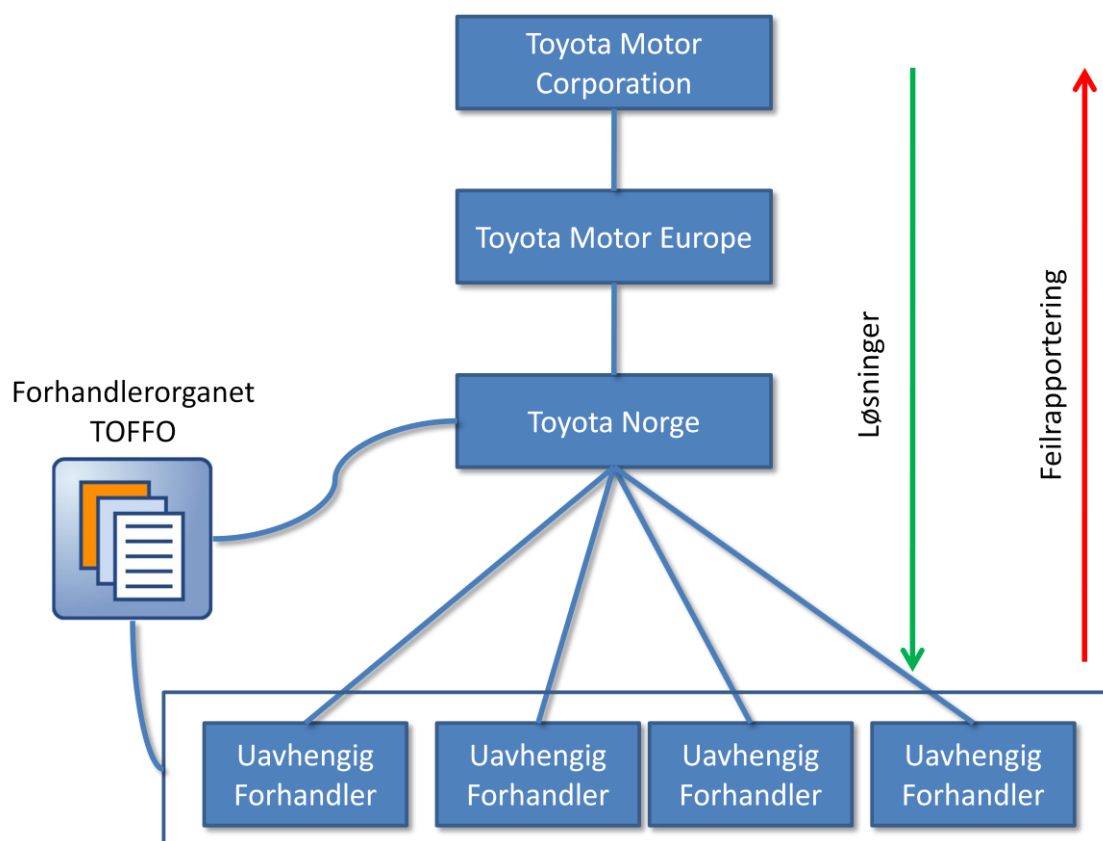 Toyota Motor
Corporation
Toyota Motor Europe
Løsninger
Feilrapportering
Forhandlerorganet
TOFFO
Toyota Norge
Uavhengig
Forhandler
Uavhengig
Forhandler
Uavhengig
Forhandler
Uavhengig
Forhandler